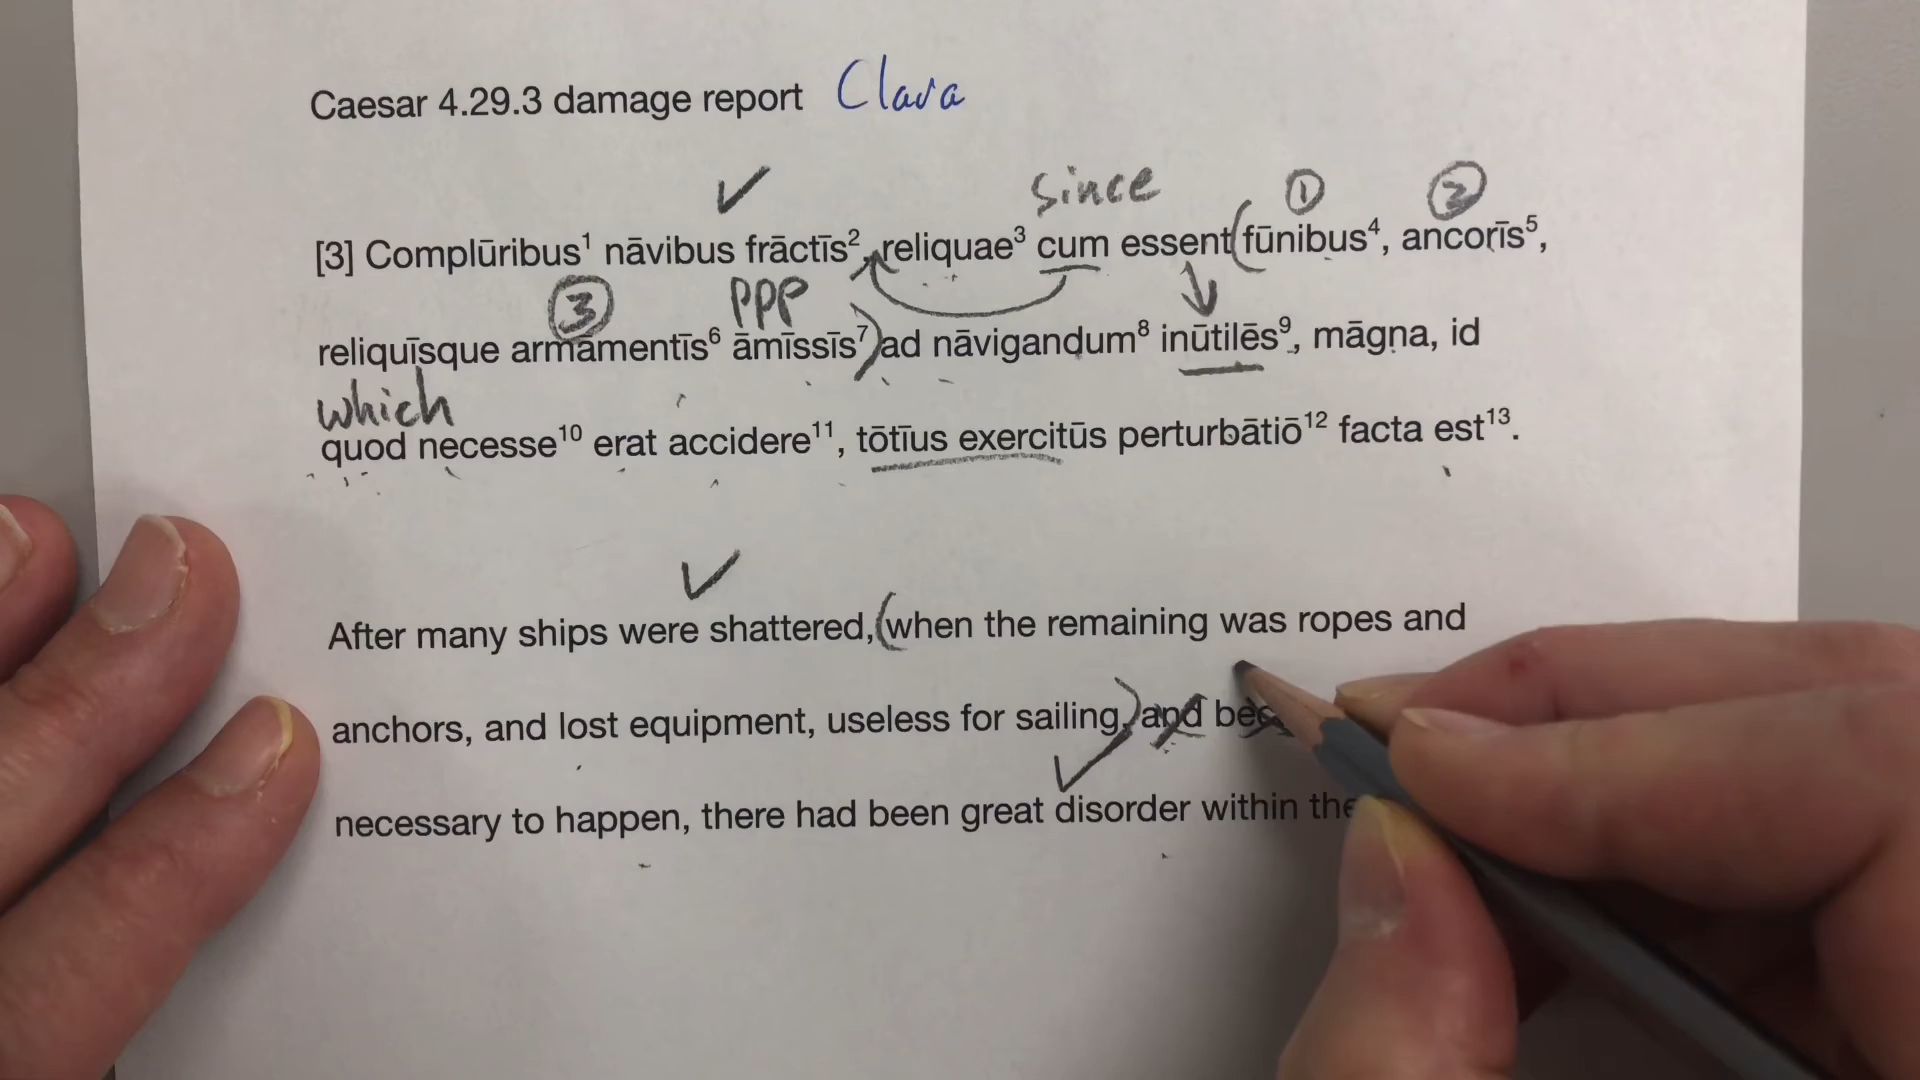 Caesar 4.29.3 damage report Clara
✓ since ① ②
[3] Complūribus¹ nāvibus frāctīs², reliquae³ cum essent (fūnibus⁴, ancorīs⁵,
③ PPP
reliquīsque armāmentīs⁶ āmīssīs⁷) ad nāvigandum⁸ inūtilēs⁹, māgna, id
which
quod necesse¹⁰ erat accidere¹¹, tōtīus exercitūs perturbātiō¹² facta est¹³.
✓
After many ships were shattered, (when the remaining was ropes and
anchors, and lost equipment, useless for sailing,) and
✓
necessary to happen, there had been great disorder within the